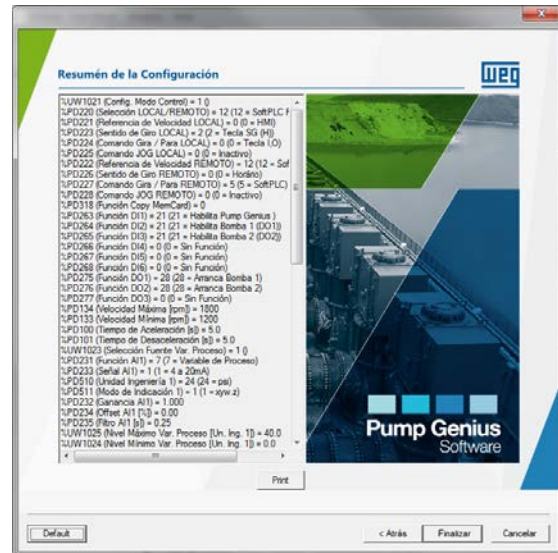 Resumén de la Configuración
weg
%UW1021 (Config. Modo Control) = 1 ()
%PD220 (Selección LOCAL/REMOTO) = 12 (12 = SoftPLC F
%PD221 (Referencia de Velocidad LOCAL) = 0 (0 = HMI)
%PD223 (Sentido de Giro LOCAL) = 2 (2 = Tecla SG (H))
%PD224 (Comando Gira / Para LOCAL) = 0 (0 = Tecla I,O)
%PD225 (Comando JOG LOCAL) = 0 (0 = Inactivo)
%PD222 (Referencia de Velocidad REMOTO) = 12 (12 = Sof
%PD226 (Sentido de Giro REMOTO) = 0 (0 = Horário)
%PD227 (Comando Gira / Para REMOTO) = 5 (5 = SoftPLC)
%PD228 (Comando JOG REMOTO) = 0 (0 = Inactivo)
%PD318 (Función Copy MemCard) = 0
%PD263 (Función DI1) = 21 (21 = Habilita Pump Genius )
%PD264 (Función DI2) = 21 (21 = Habilita Bomba 1 (DO1))
%PD265 (Función DI3) = 21 (21 = Habilita Bomba 2 (DO2))
%PD266 (Función DI4) = 0 (0 = Sin Función)
%PD267 (Función DI5) = 0 (0 = Sin Función)
%PD268 (Función DI6) = 0 (0 = Sin Función)
%PD275 (Función DO1) = 28 (28 = Arranca Bomba 1)
%PD276 (Función DO2) = 28 (28 = Arranca Bomba 2)
%PD277 (Función DO3) = 0 (0 = Sin Función)
%PD134 (Velocidad Máxima [rpm]) = 1800
%PD133 (Velocidad Mínima [rpm]) = 1200
%PD100 (Tiempo de Aceleración [s]) = 5.0
%PD101 (Tiempo de Desaceleración [s]) = 5.0
%UW1023 (Selección Fuente Var. Proceso) = 1 ()
%PD231 (Función AI1) = 7 (7 = Variable de Proceso)
%PD233 (Señal AI1) = 1 (1 = 4 a 20mA)
%PD510 (Unidad Ingeniería 1) = 24 (24 = psi)
%PD511 (Modo de Indicación 1) = 1 (1 = xyw.z)
%PD232 (Ganancia AI1) = 1.000
%PD234 (Offset AI1 [%]) = 0.00
%PD235 (Filtro AI1 [s]) = 0.25
%UW1025 (Nivel Máximo Var. Proceso [Un. Ing. 1]) = 40.0
%UW1024 (Nivel Mínimo Var. Proceso [Un. Ing. 1]) = 0.0
Pump Genius
Software
Print
Default
< Atrás
Finalizar
Cancelar